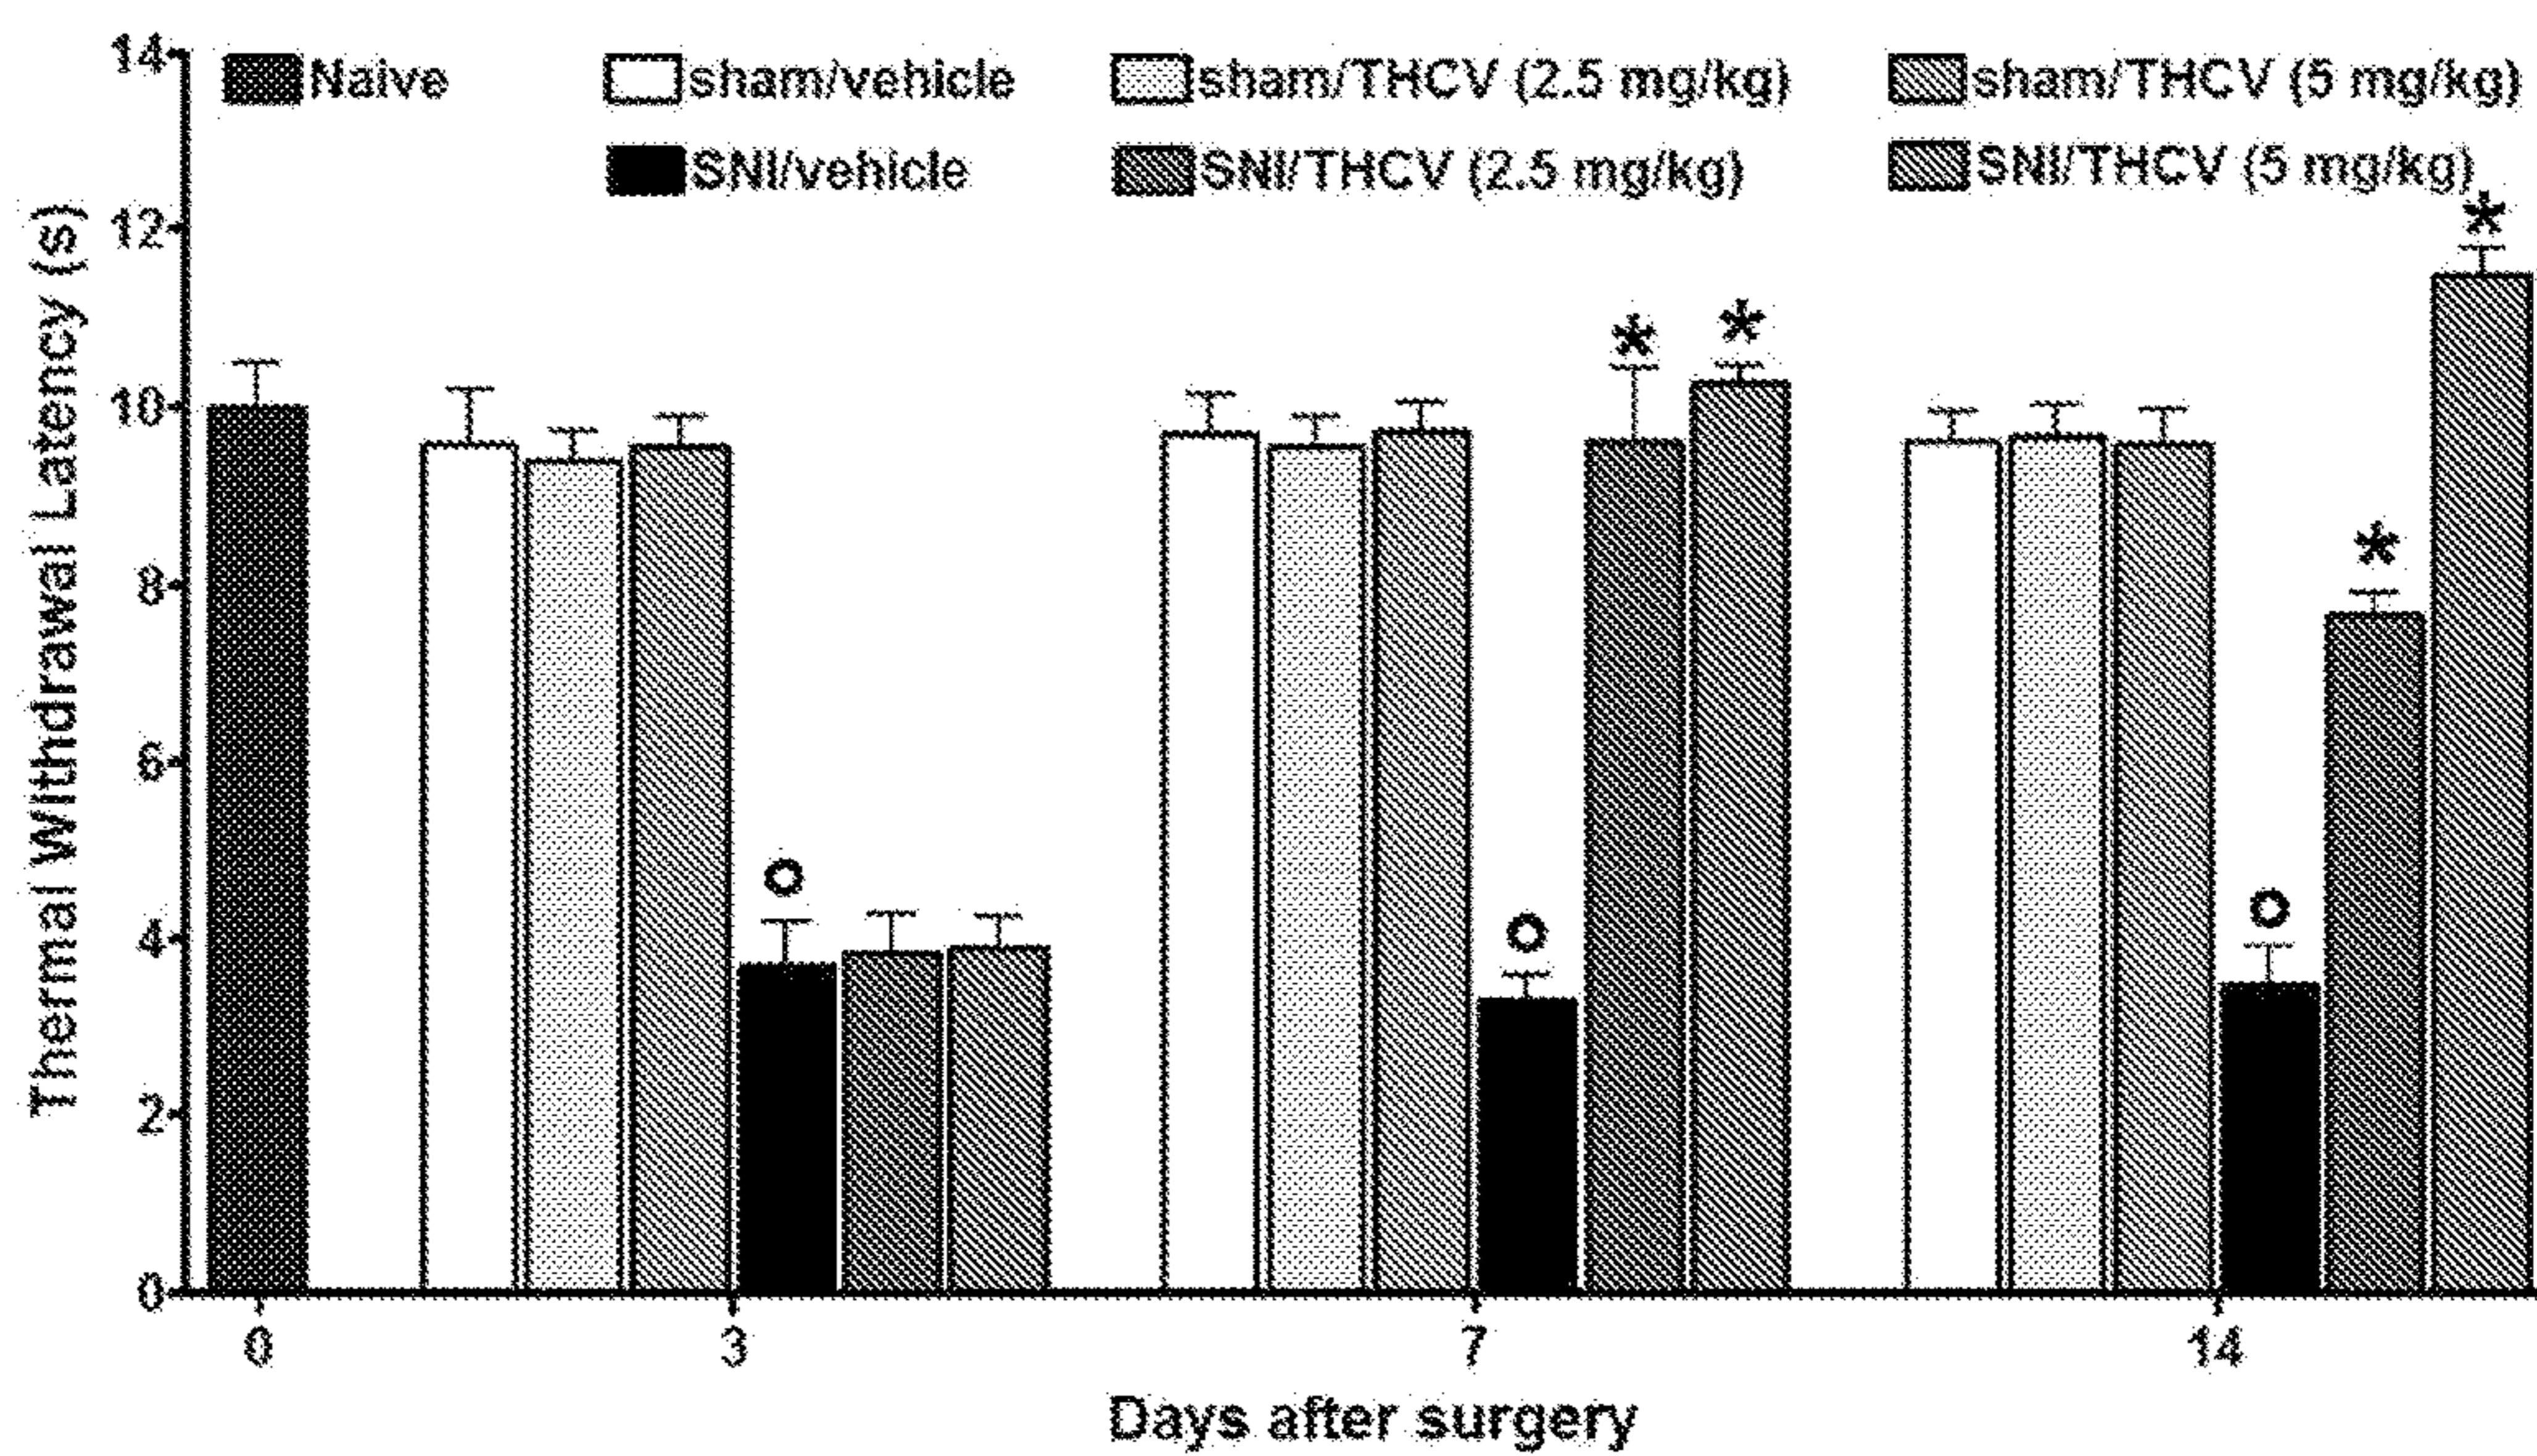 Thermal Withdrawal Latency (s)
14
12
10
8
6
4
2
0
Naive
sham/vehicle
sham/THCV (2.5 mg/kg)
sham/THCV (5 mg/kg)
SNI/vehicle
SNI/THCV (2.5 mg/kg)
SNI/THCV (5 mg/kg)
*
* *
*
o
o
o
0 3 7 14
Days after surgery